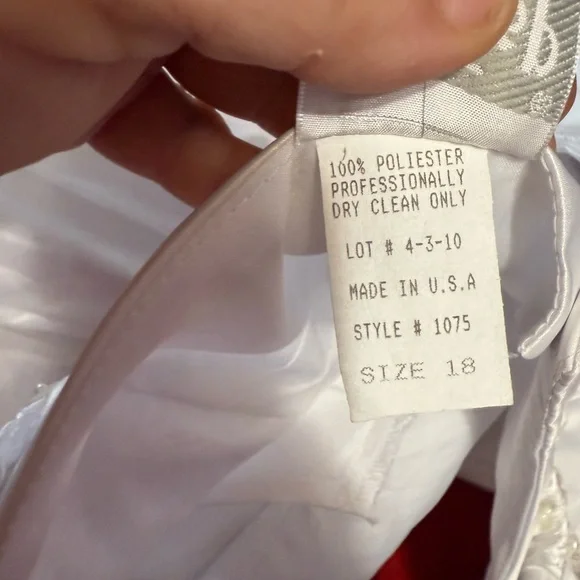 100% POLIESTER
PROFESSIONALLY
DRY CLEAN ONLY
LOT # 4-3-10
MADE IN U.S.A
STYLE # 1075
SIZE 18